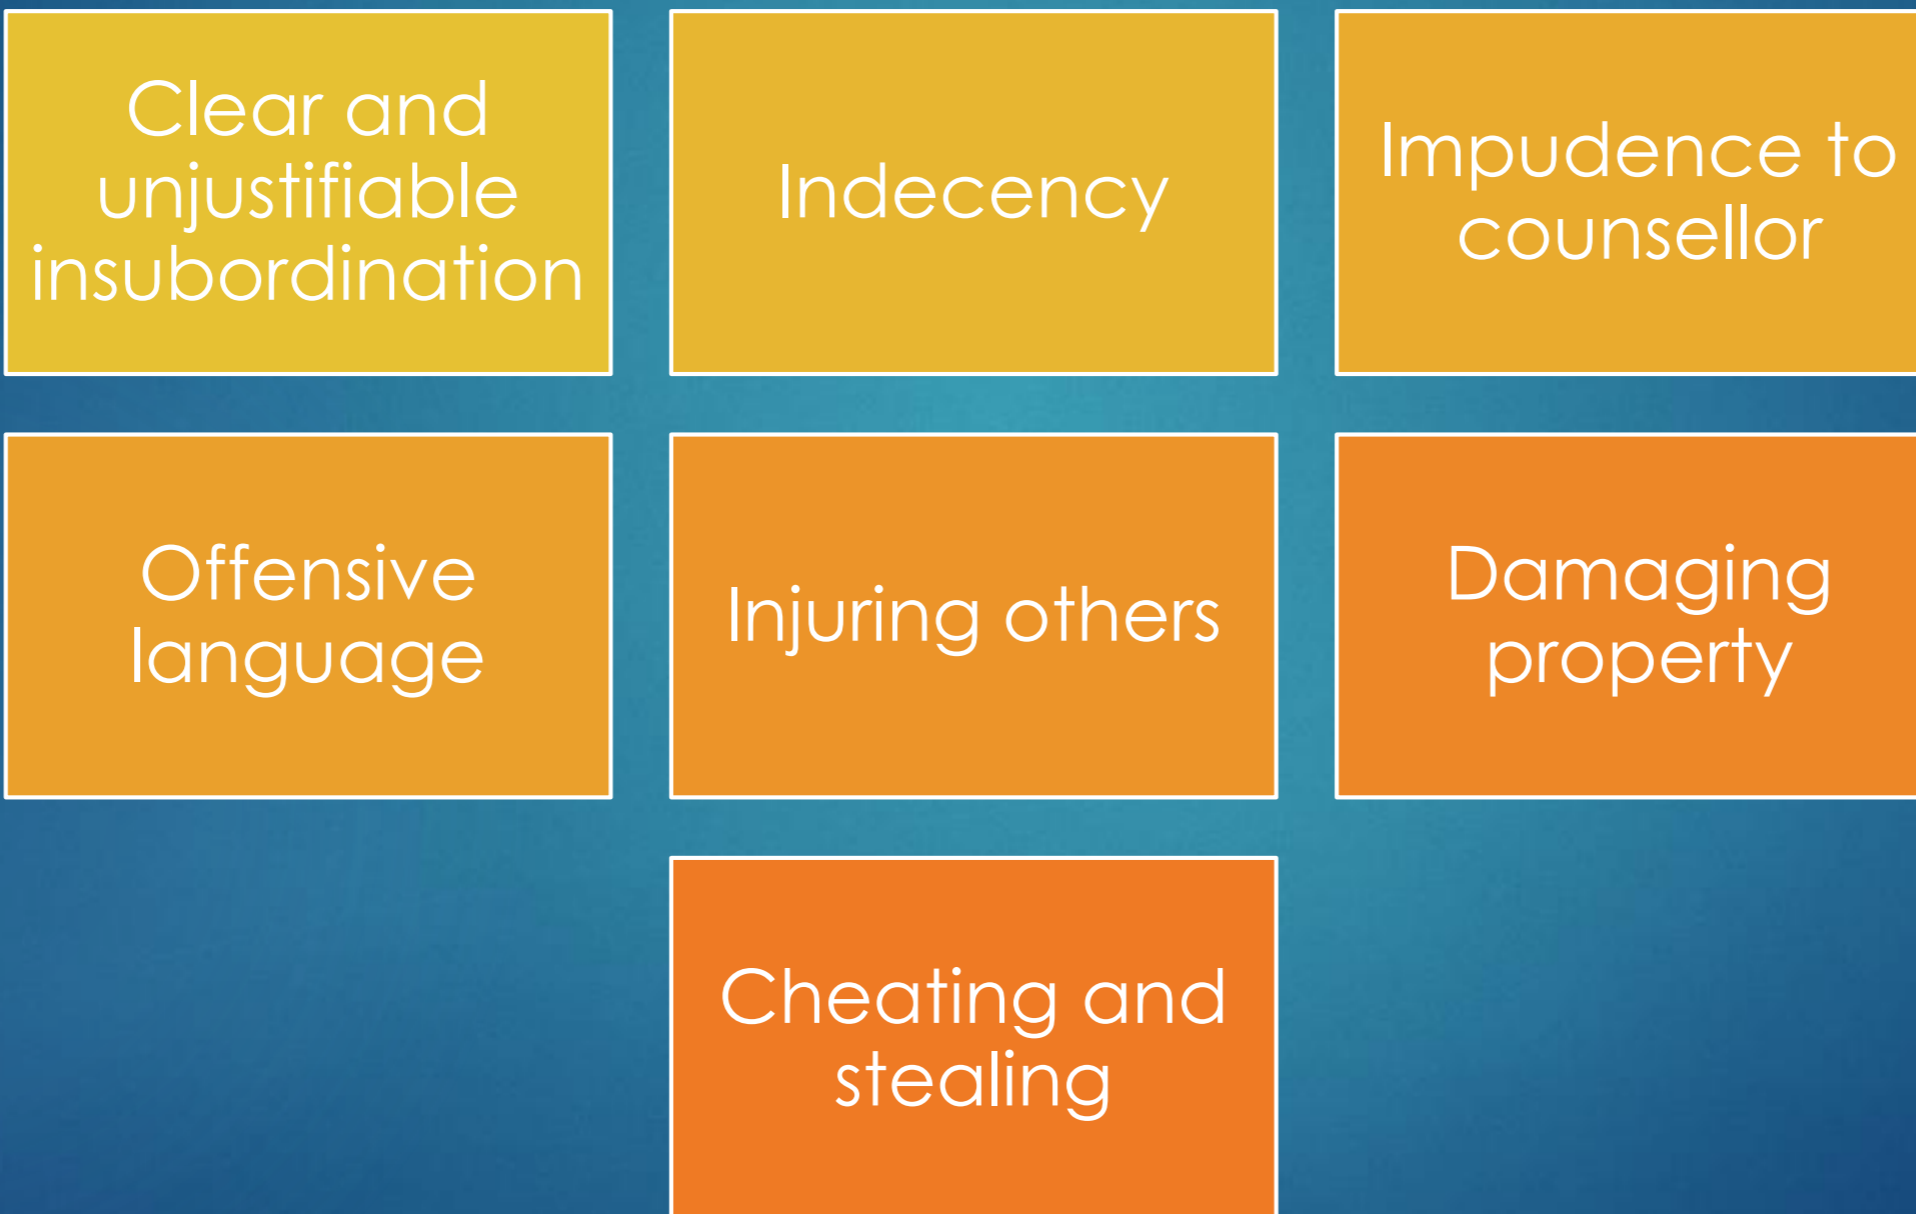 Clear and
unjustifiable
insubordination
Indecency
Impudence to
counsellor
Offensive
language
Injuring others
Damaging
property
Cheating and
stealing